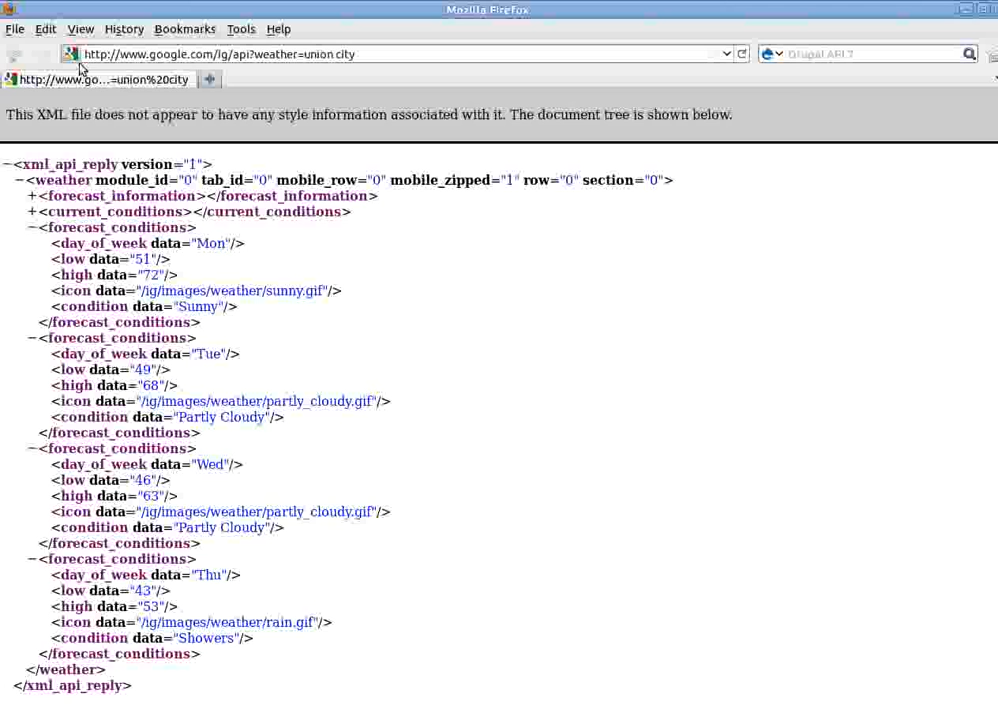 Mozilla Firefox
File Edit View History Bookmarks Tools Help
http://www.google.com/ig/api?weather=union city
Drupal API 7
http://www.go...=union%20city
This XML file does not appear to have any style information associated with it. The document tree is shown below.
−<xml_api_reply version="1">
−<weather module_id="0" tab_id="0" mobile_row="0" mobile_zipped="1" row="0" section="0">
+<forecast_information></forecast_information>
+<current_conditions></current_conditions>
−<forecast_conditions>
<day_of_week data="Mon"/>
<low data="51"/>
<high data="72"/>
<icon data="/ig/images/weather/sunny.gif"/>
<condition data="Sunny"/>
</forecast_conditions>
−<forecast_conditions>
<day_of_week data="Tue"/>
<low data="49"/>
<high data="68"/>
<icon data="/ig/images/weather/partly_cloudy.gif"/>
<condition data="Partly Cloudy"/>
</forecast_conditions>
−<forecast_conditions>
<day_of_week data="Wed"/>
<low data="46"/>
<high data="63"/>
<icon data="/ig/images/weather/partly_cloudy.gif"/>
<condition data="Partly Cloudy"/>
</forecast_conditions>
−<forecast_conditions>
<day_of_week data="Thu"/>
<low data="43"/>
<high data="53"/>
<icon data="/ig/images/weather/rain.gif"/>
<condition data="Showers"/>
</forecast_conditions>
</weather>
</xml_api_reply>